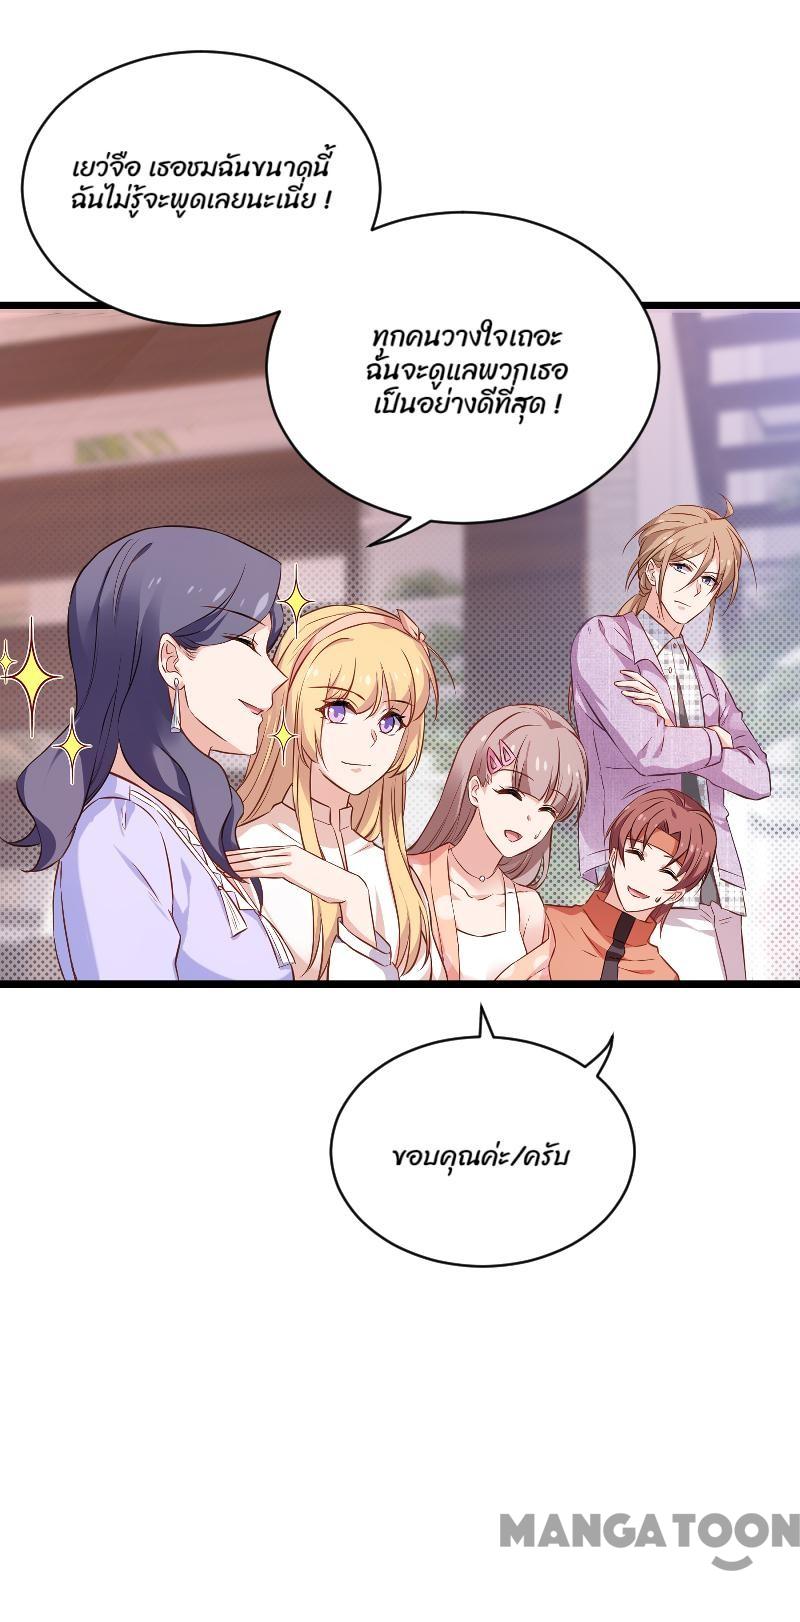 เยว่จือ เธอชมฉันขนาดนี้
ฉันไม่รู้จะพูดเลยนะเนี่ย !
ทุกคนวางใจเถอะ
ฉันจะดูแลพวกเธอ
เป็นอย่างดีที่สุด !
ขอบคุณค่ะ/ครับ
MANGATOON